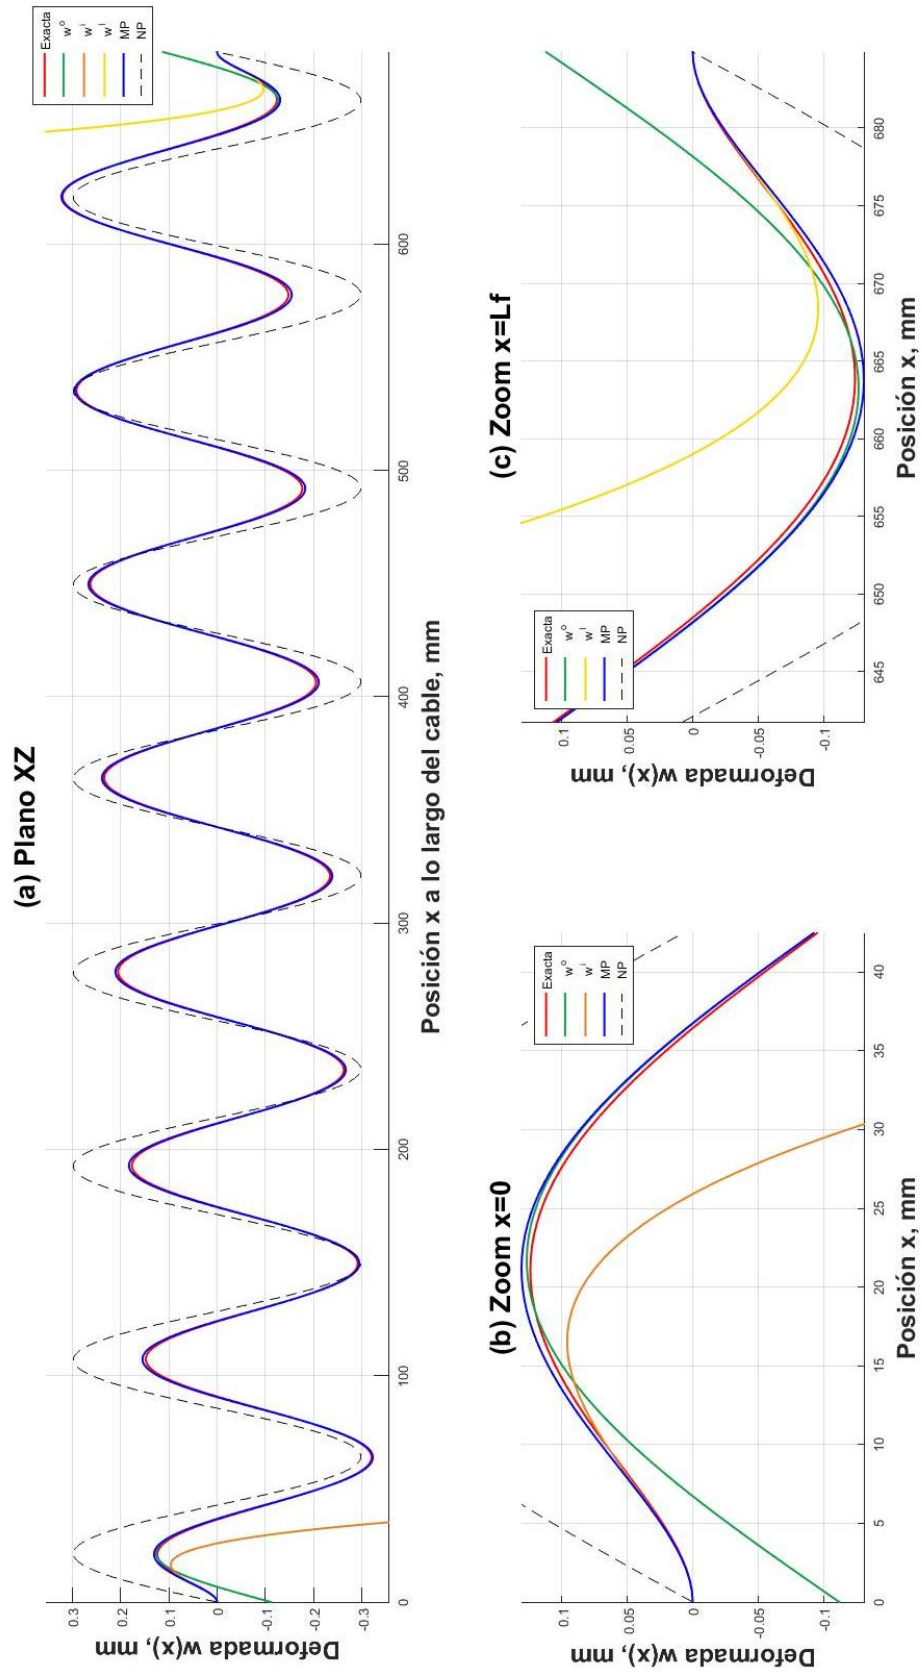 (a) Plano XZ
Deformada w(x), mm
0.3
0.2
0.1
0
-0.1
-0.2
-0.3
0
100
200
300
400
500
600
Posición x a lo largo del cable, mm
Exacta
w°
wⁱ
wˡ
MP
NP
(b) Zoom x=0
Deformada w(x), mm
0.1
0.05
0
-0.05
-0.1
0
5
10
15
20
25
30
35
40
Posición x, mm
Exacta
w°
wⁱ
MP
NP
(c) Zoom x=Lf
Deformada w(x), mm
0.1
0.05
0
-0.05
-0.1
645
650
655
660
665
670
675
680
Posición x, mm
Exacta
w°
wˡ
MP
NP